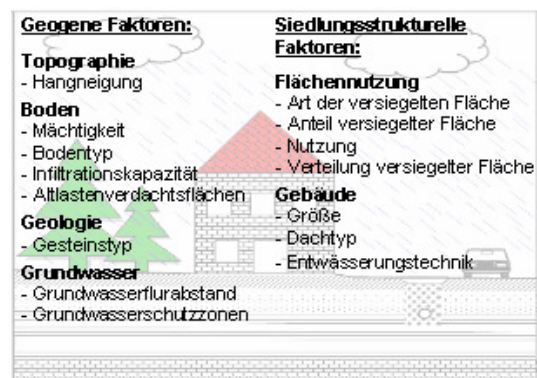 Geogene Faktoren:
Topographie
- Hangneigung
Boden
- Mächtigkeit
- Bodentyp
- Infiltrationskapazität
- Altlastenverdachtsflächen
Geologie
- Gesteinstyp
Grundwasser
- Grundwasserflurabstand
- Grundwasserschutzzonen
Siedlungsstrukturelle
Faktoren:
Flächennutzung
- Art der versiegelten Fläche
- Anteil versiegelter Fläche
- Nutzung
- Verteilung versiegelter Fläche
Gebäude
- Größe
- Dachtyp
- Entwässerungstechnik